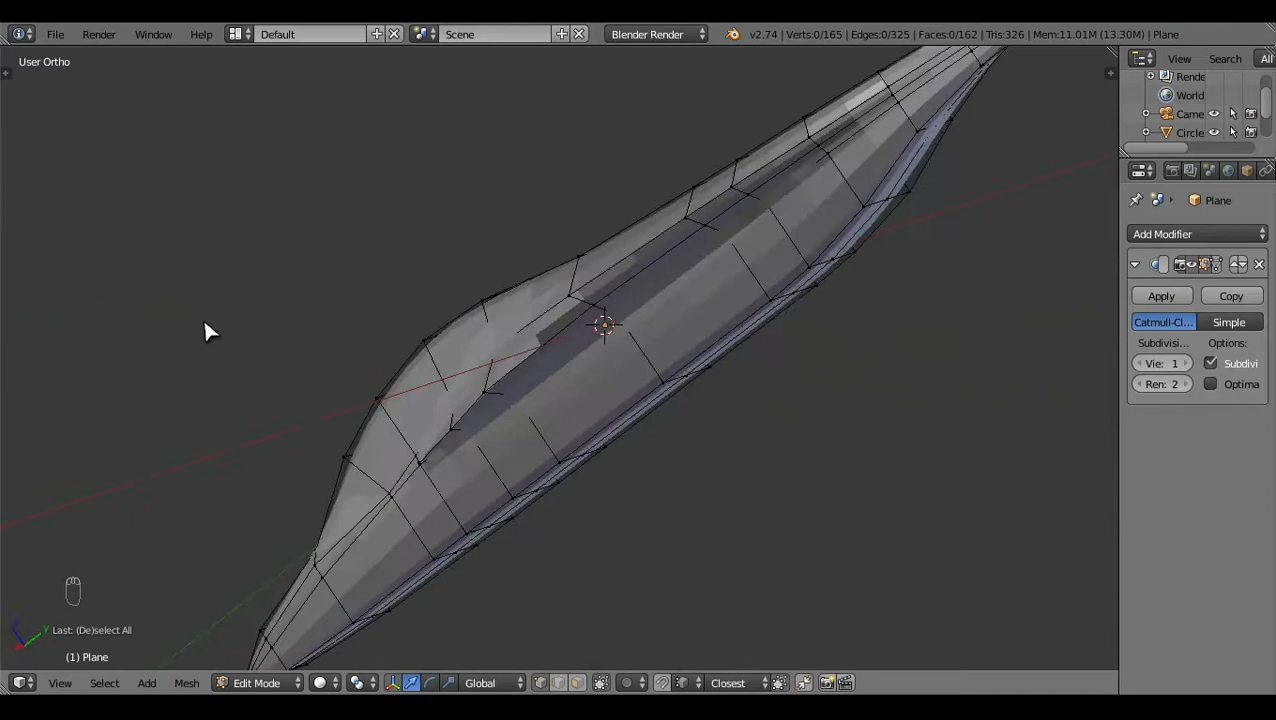 File Render Window Help Default Scene Blender Render v2.74 | Verts:0/165 | Edges:0/325 | Faces:0/162 | Tris:326 | Mem:11.01M (13.30M) | Plane
User Ortho
View Search All
Rende
World
Came
Circle
Plane
Add Modifier
Apply Copy
Catmull-Cl... Simple
Subdivisi... Options:
Vie: 1 Subdivi
Ren: 2 Optima
Last: (De)select All
(1) Plane
View Select Add Mesh Edit Mode Global Closest